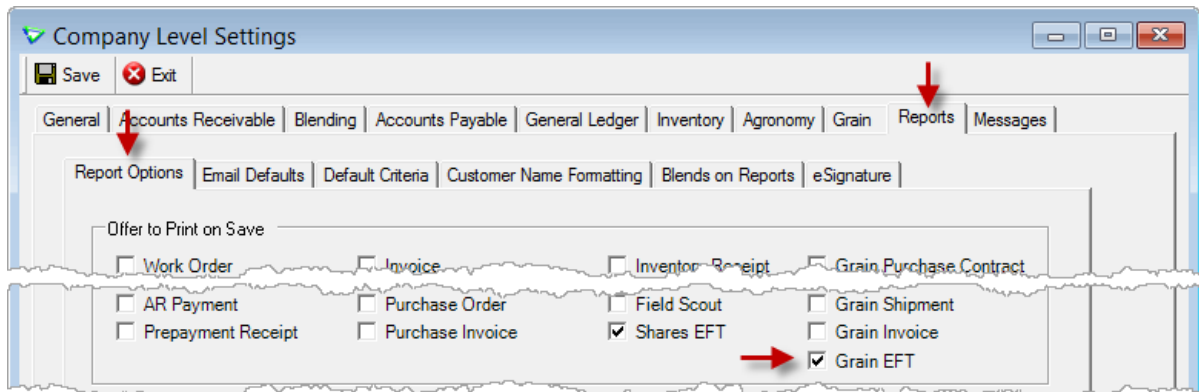 Company Level Settings
Save Exit
General Accounts Receivable Blending Accounts Payable General Ledger Inventory Agronomy Grain Reports Messages
Report Options Email Defaults Default Criteria Customer Name Formatting Blends on Reports eSignature
Offer to Print on Save
Work Order Invoice Inventory Receipt Grain Purchase Contract
AR Payment Purchase Order Field Scout Grain Shipment
Prepayment Receipt Purchase Invoice Shares EFT Grain Invoice
Grain EFT